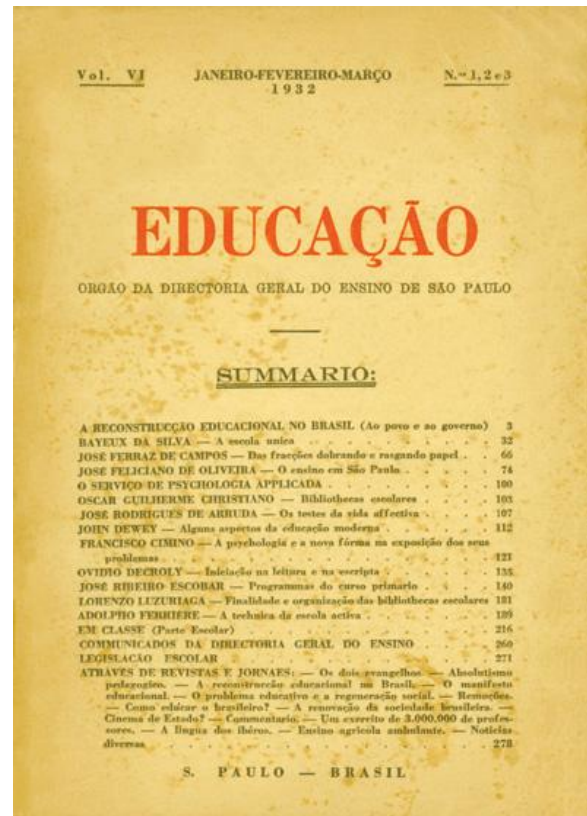 Vol. VI JANEIRO-FEVEREIRO-MARÇO N.os 1, 2 e 3
1932
EDUCAÇÃO
ORGÃO DA DIRECTORIA GERAL DO ENSINO DE SÃO PAULO
SUMMARIO:
A RECONSTRUCÇÃO EDUCACIONAL NO BRASIL (Ao povo e ao governo) 3
BAYEUX DA SILVA — A escola unica . . . . . . . . . 32
JOSÉ FERRAZ DE CAMPOS — Das fracções dobrando e rasgando papel . . 66
JOSÉ FELICIANO DE OLIVEIRA — O ensino em São Paulo . . . . . 74
O SERVIÇO DE PSYCHOLOGIA APPLICADA . . . . . . . . 100
OSCAR GUILHERME CHRISTIANO — Bibliothecas escolares . . . . 103
JOSÉ RODRIGUES DE ARRUDA — Os testes da vida affectiva . . . . 107
JOHN DEWEY — Alguns aspectos da educação moderna . . . . . 112
FRANCISCO CIMINO — A psychologia e a nova fórma na exposição dos seus
problemas . . . . . . . . . . . . . . 121
OVIDIO DECROLY — Iniciação na leitura e na escripta . . . . . 135
JOSÉ RIBEIRO ESCOBAR — Programmas do curso primario . . . . 140
LORENZO LUZURIAGA — Finalidade e organização das bibliothecas escolares 181
ADOLPHO FERRIÈRE — A technica da escola activa . . . . . . 189
EM CLASSE (Parte Escolar) . . . . . . . . . . . 216
COMMUNICADOS DA DIRECTORIA GERAL DO ENSINO . . . . . 260
LEGISLAÇÃO ESCOLAR . . . . . . . . . . . . 271
ATRAVÉS DE REVISTAS E JORNAES: — Os dois evangelhos. — Absolutismo
pedagogico. — A reconstrucção educacional no Brasil. — O manifesto
educacional. — O problema educativo e a regeneração social. — Remoções.
— Como educar o brasileiro? — A renovação da sociedade brasileira. —
Cinema de Estado? — Commentario. — Um exercito de 3.000.000 de profes-
sores. — A lingua dos ibéros. — Ensino agricola ambulante. — Noticias
diversas . . . . . . . . . . . . . . 278
S. PAULO — BRASIL